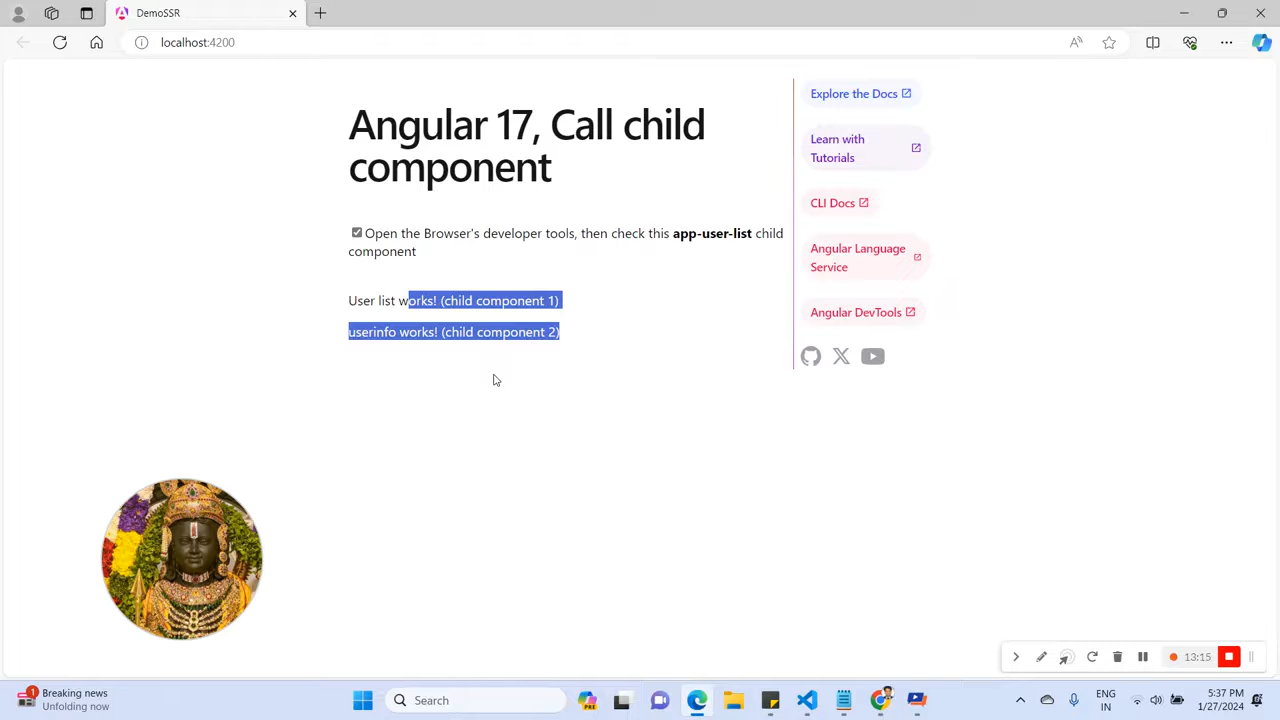 DemoSSR
localhost:4200
Angular 17, Call child
component
Open the Browser's developer tools, then check this app-user-list child
component
User list works! (child component 1)
userinfo works! (child component 2)
Explore the Docs
Learn with
Tutorials
CLI Docs
Angular Language
Service
Angular DevTools
13:15
1
Breaking news
Unfolding now
Search
PRE
ENG
IN
5:37 PM
1/27/2024